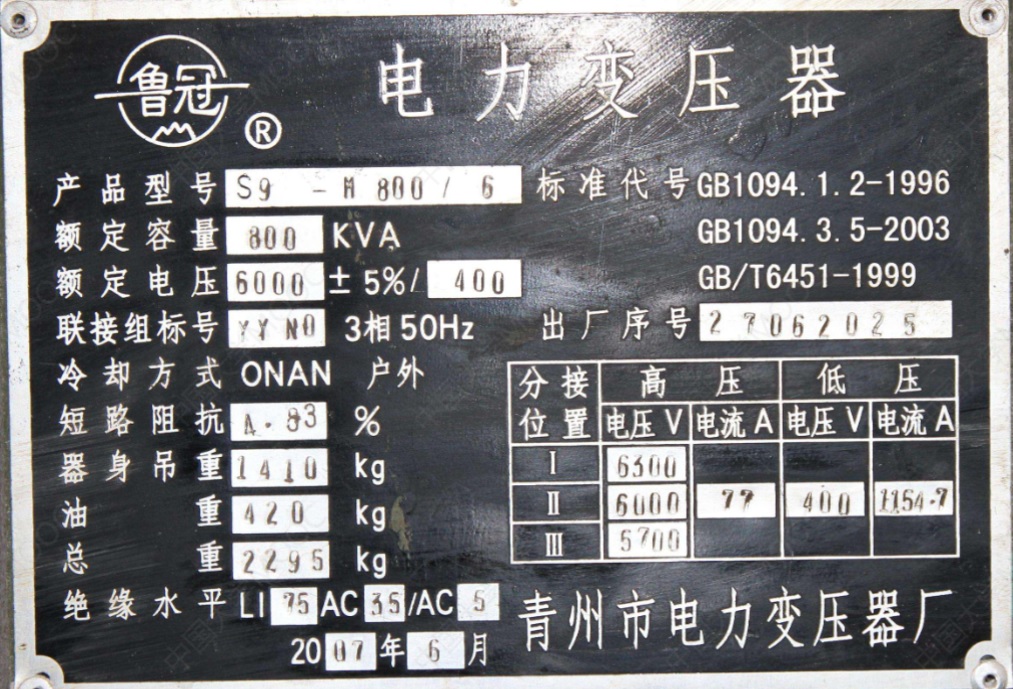 鲁冠 ® 电力变压器
产品型号 S9 -M 800/6 标准代号 GB1094.1.2-1996
额定容量 800 KVA GB1094.3.5-2003
额定电压 6000 ±5%/ 400 GB/T6451-1999
联接组标号 YYN0 3相50Hz 出厂序号 27062025
冷却方式 ONAN 户外
短路阻抗 4.83 %
器身吊重 1410 kg
油重 420 kg
总重 2295 kg
绝缘水平 LI 75 AC 35 /AC 5
2007年6月
分接位置 高压 低压
电压V 电流A 电压V 电流A
I 6300
II 6000 77 400 1154.7
III 5700
青州市电力变压器厂